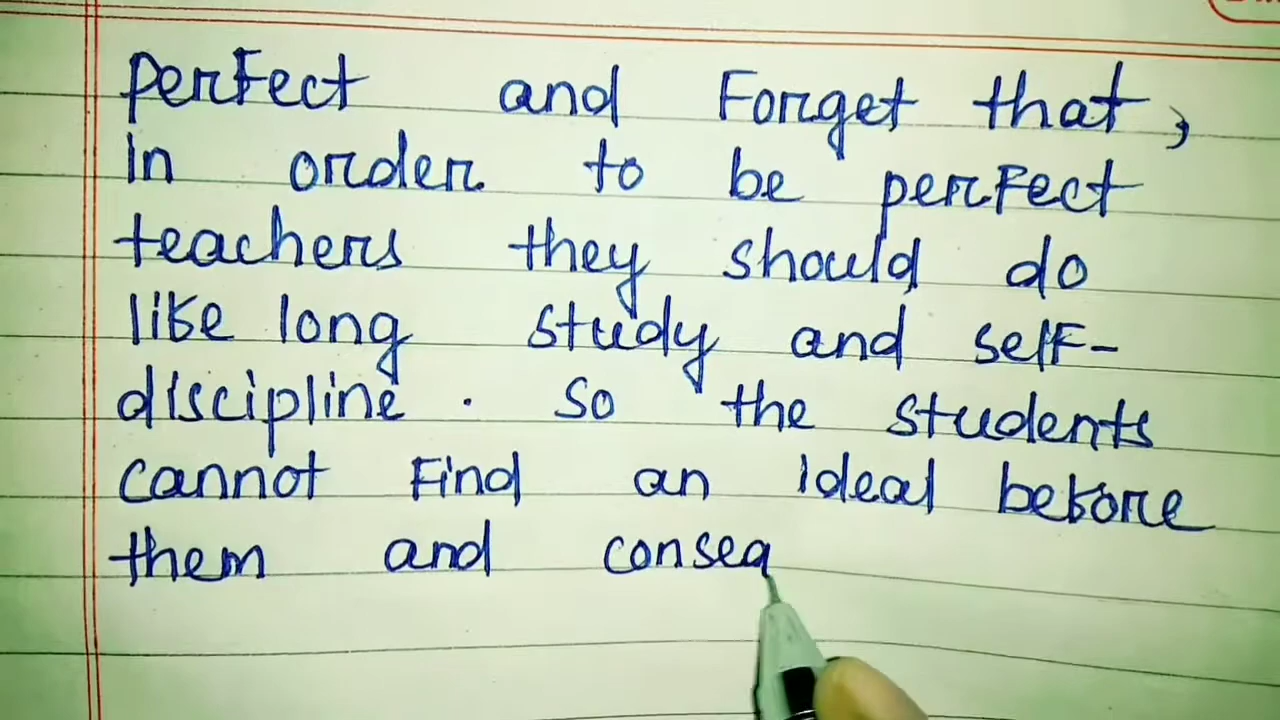 perfect and Forget that,
in order to be perfect
teachers they should do
like long study and self-
discipline. So the students
cannot find an ideal before
them and conseq